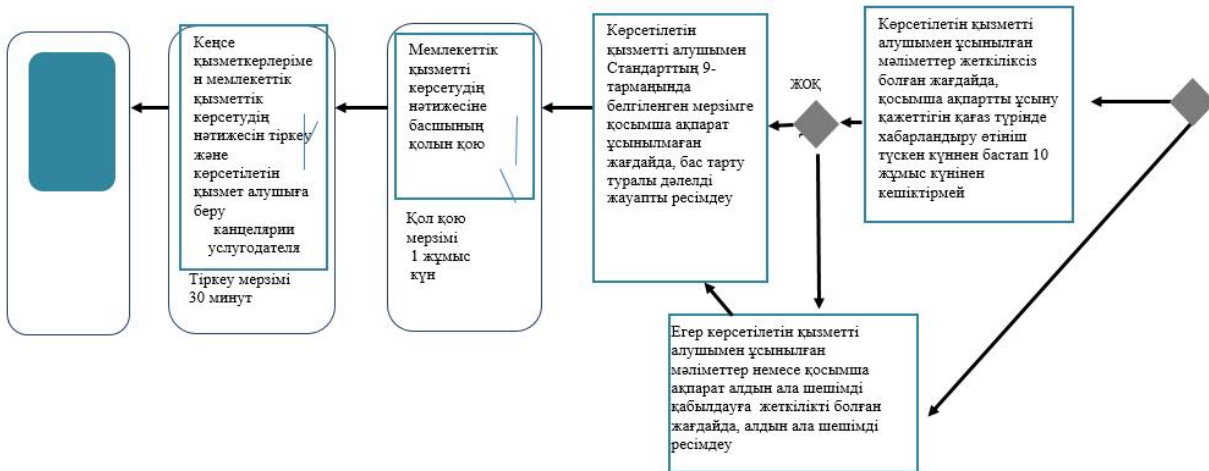 Кеңсе
қызметкерлеріме
н мемлекеттік
қызметтік
көрсетудің
нәтижесін тіркеу
және
көрсетілетін
қызмет алушыға
беру
канцелярии
услугодателя
Тіркеу мерзімі
30 минут
Мемлекеттік
қызметті
көрсетудің
нәтижесіне
басшының
қолын қою
Қол қою
мерзімі
1 жұмыс
күн
Көрсетілетін
қызметті алушымен
Стандарттың 9-
тармаңында
белгіленген мерзімге
қосымша ақпарат
ұсынылмаған
жағдайда, бас тарту
туралы дәлелді
жауапты ресімдеу
жоқ
Көрсетілетін қызметті
алушымен ұсынылған
мәліметтер жеткіліксіз
болған жағдайда,
қосымша ақпартты ұсыну
қажеттігін қағаз түрінде
хабарландыру өтініш
түскен күннен бастап 10
жұмыс күнінен
кешіктірмей
Егер көрсетілетін қызметті
алушымен ұсынылған
мәліметтер немесе қосымша
ақпарат алдын ала шешімді
қабылдауға жеткілікті болған
жағдайда, алдын ала шешімді
ресімдеу